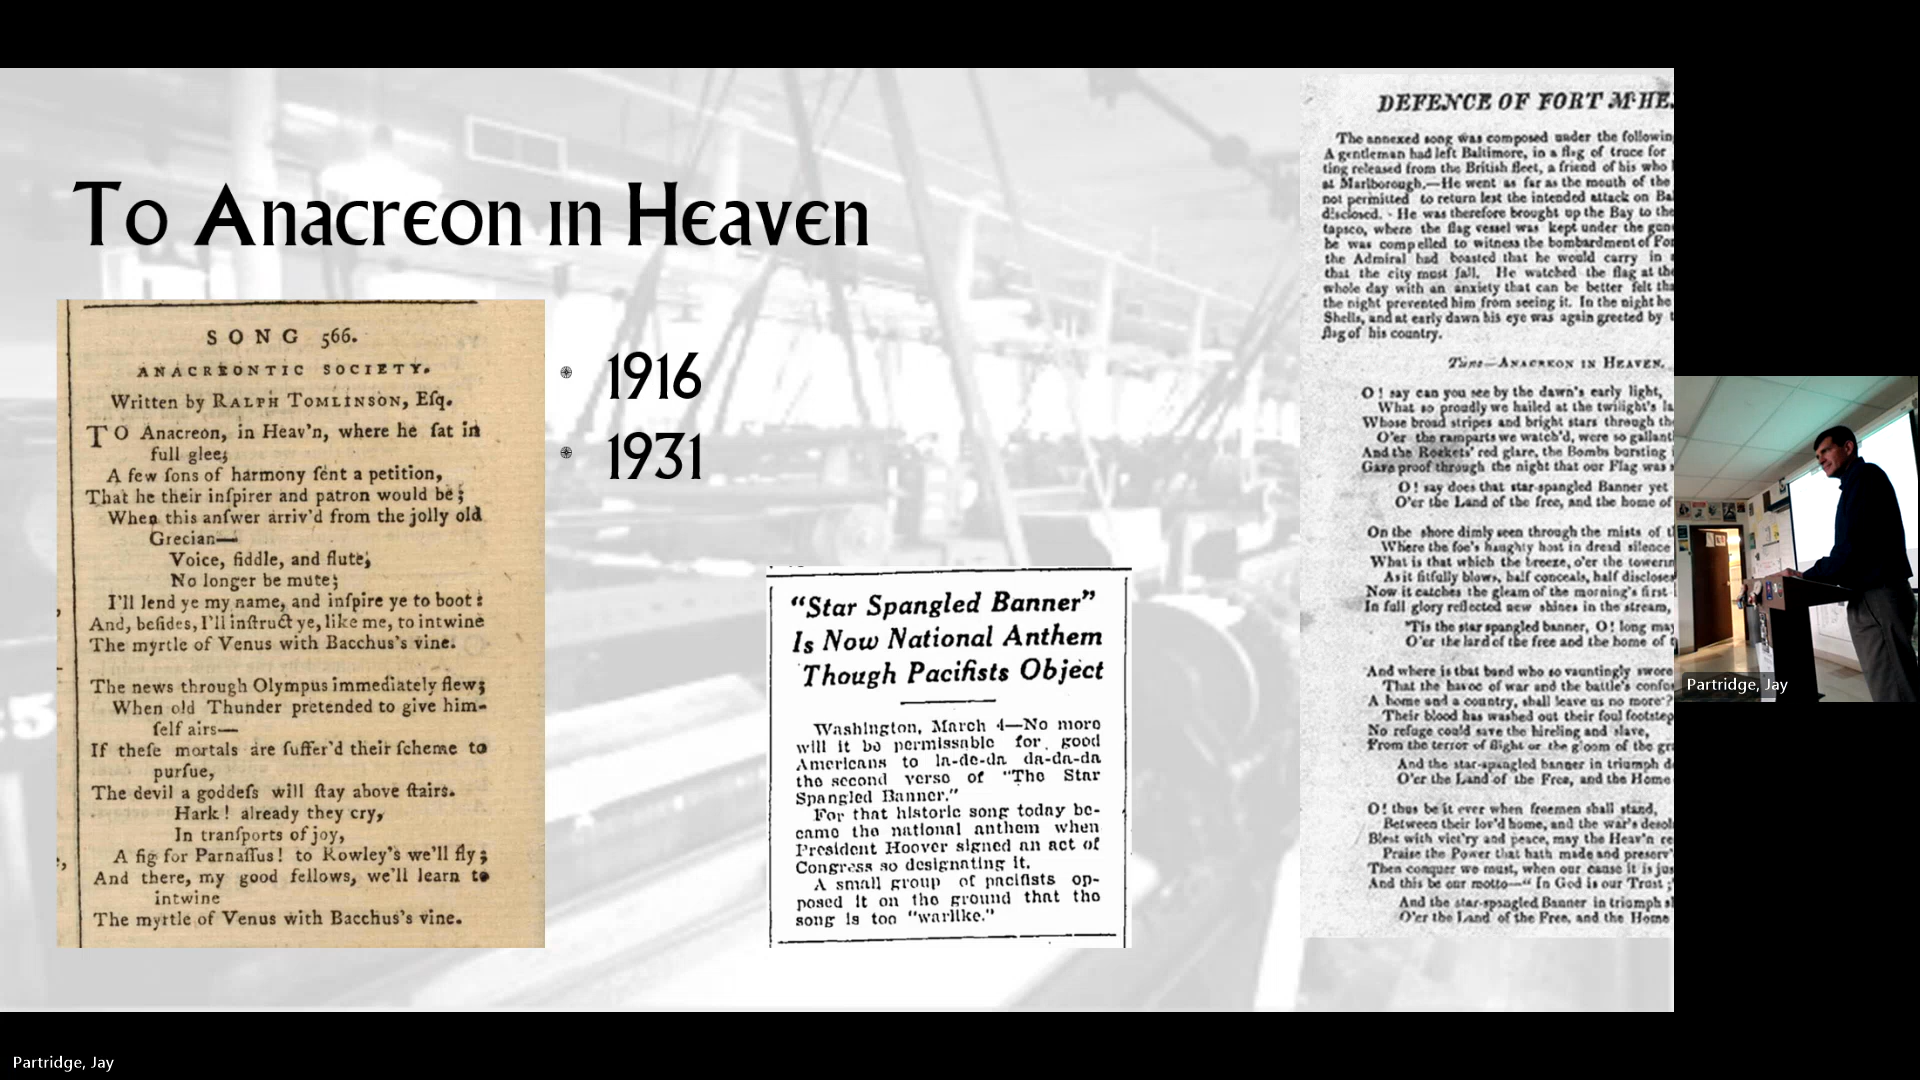 To Anacreon in Heaven
SONG 566.
ANACREONTIC SOCIETY.
Written by RALPH TOMLINSON, Eſq.
TO Anacreon, in Heav'n, where he ſat in
full glee;
A few ſons of harmony ſent a petition,
That he their inſpirer and patron would be;
When this anſwer arriv'd from the jolly old
Grecian—
Voice, fiddle, and flute,
No longer be mute;
I'll lend ye my name, and inſpire ye to boot:
And, beſides, I'll inſtruct ye, like me, to intwine
The myrtle of Venus with Bacchus's vine.
The news through Olympus immediately flew;
When old Thunder pretended to give him-
ſelf airs—
If theſe mortals are ſuffer'd their ſcheme to
purſue,
The devil a goddeſs will ſtay above ſtairs.
Hark! already they cry,
In tranſports of joy,
A fig for Parnaſſus! to Rowley's we'll fly;
And there, my good fellows, we'll learn to
intwine
The myrtle of Venus with Bacchus's vine.
1916
1931
"Star Spangled Banner"
Is Now National Anthem
Though Pacifists Object
Washington, March 4—No more
will it be permissable for good
Americans to la-de-da da-da-da
the second verse of "The Star
Spangled Banner."
For that historic song today be-
came the national anthem when
President Hoover signed an act of
Congress so designating it.
A small group of pacifists op-
posed it on the ground that the
song is too "warlike."
DEFENCE OF FORT M'HE
The annexed song was composed under the followin
A gentleman had left Baltimore, in a flag of truce for
ting released from the British fleet, a friend of his who
at Marlborough.—He went as far as the mouth of the
not permitted to return lest the intended attack on Ba
disclosed. He was therefore brought up the Bay to the
tapsco, where the flag vessel was kept under the gun
he was compelled to witness the bombardment of For
the Admiral had boasted that he would carry in
that the city must fall. He watched the flag at the
whole day with an anxiety that can be better felt tha
the night prevented him from seeing it. In the night he
Shells, and at early dawn his eye was again greeted by t
flag of his country.
Tune—ANACREON IN HEAVEN.
O! say can you see by the dawn's early light,
What so proudly we hailed at the twilight's la
Whose broad stripes and bright stars through the
O'er the ramparts we watch'd, were so gallant
And the Rockets' red glare, the Bombs bursting i
Gave proof through the night that our Flag was s
O! say does that star-spangled Banner yet
O'er the Land of the free, and the home of
On the shore dimly seen through the mists of t
Where the foe's haughty host in dread silence
What is that which the breeze, o'er the towerin
As it fitfully blows, half conceals, half discloses
Now it catches the gleam of the morning's first
In full glory reflected new shines in the stream,
'Tis the star spangled banner, O! long may
O'er the land of the free and the home of
And where is that band who so vauntingly swore
That the havoc of war and the battle's confu
A home and a country, shall leave us no more?
Their blood has washed out their foul footstep
No refuge could save the hireling and slave,
From the terror of flight or the gloom of the gr
And the star-spangled banner in triumph d
O'er the Land of the Free, and the Home
O! thus be it ever when freemen shall stand,
Between their lov'd home, and the war's desol
Blest with vict'ry and peace, may the Heav'n re
Praise the Power that hath made and preserv'
Then conquer we must, when our cause it is jus
And this be our motto—"In God is our Trust;
And the star-spangled Banner in triumph s
O'er the Land of the Free, and the Home
Partridge, Jay
Partridge, Jay